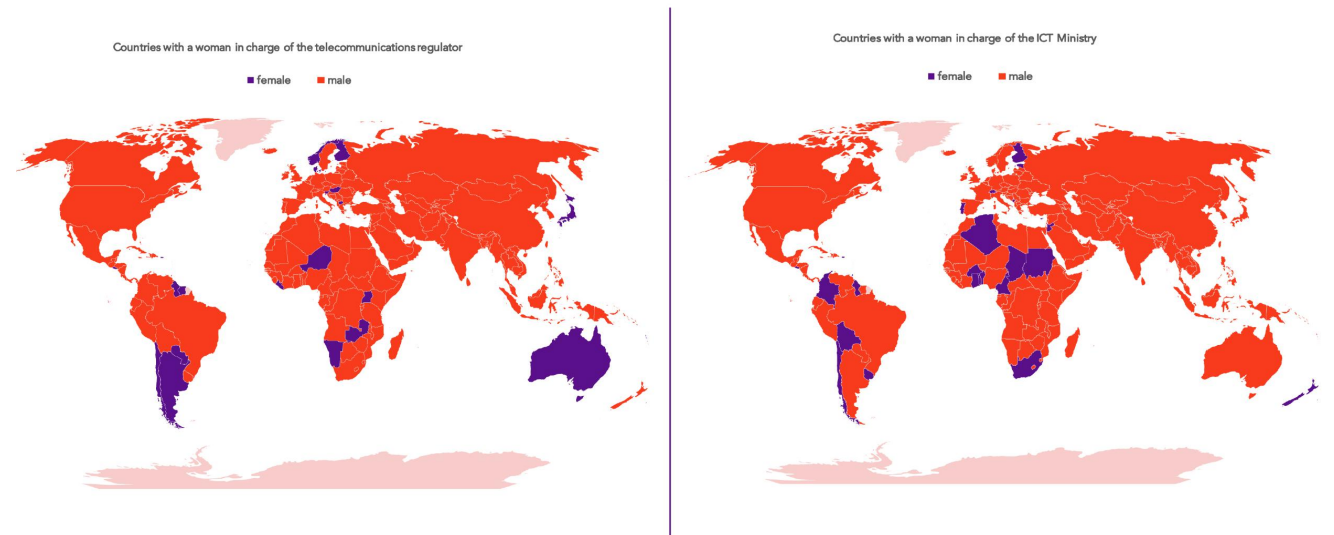 Countries with a woman in charge of the telecommunications regulator
female male
Countries with a woman in charge of the ICT Ministry
female male